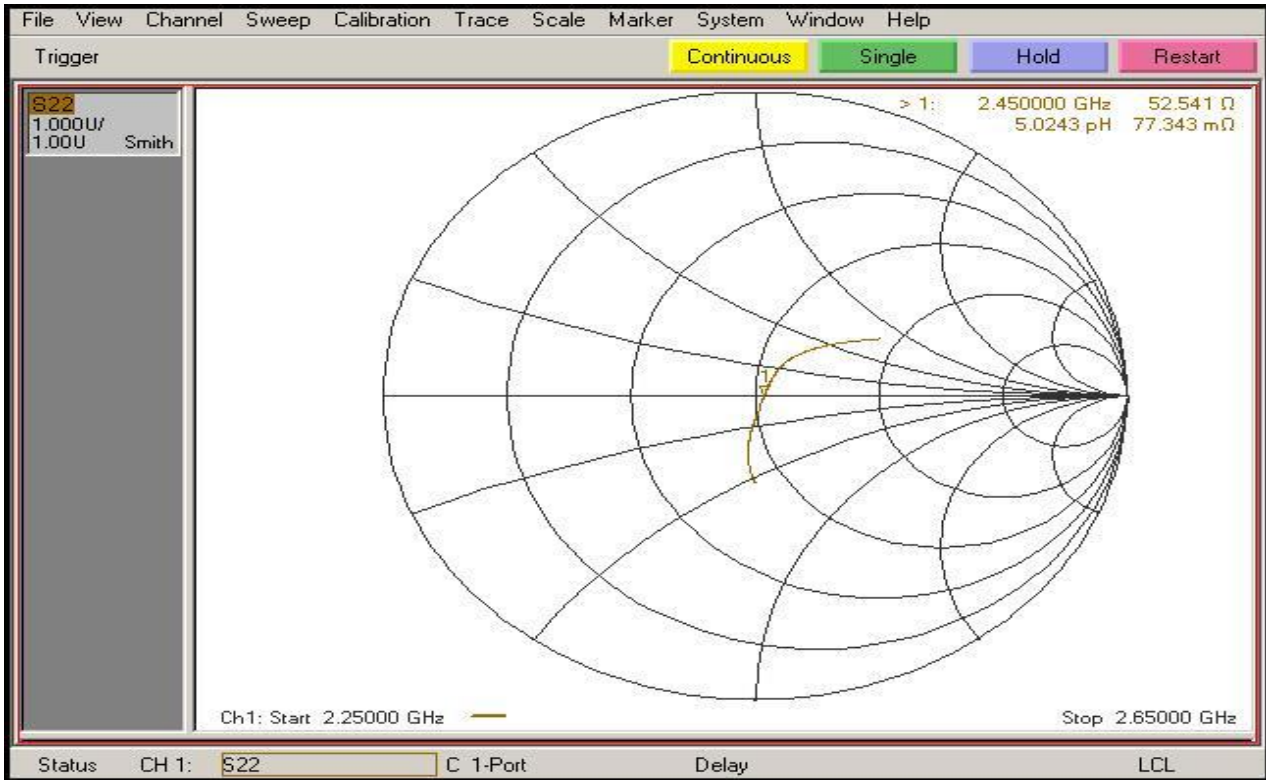 File View Channel Sweep Calibration Trace Scale Marker System Window Help
Trigger Continuous Single Hold Restart
S22
1.000U/
1.00U Smith
> 1: 2.450000 GHz 52.541 Ω
5.0243 pH 77.343 mΩ
1
Ch1: Start 2.25000 GHz Stop 2.65000 GHz
Status CH 1: S22 C 1-Port Delay LCL